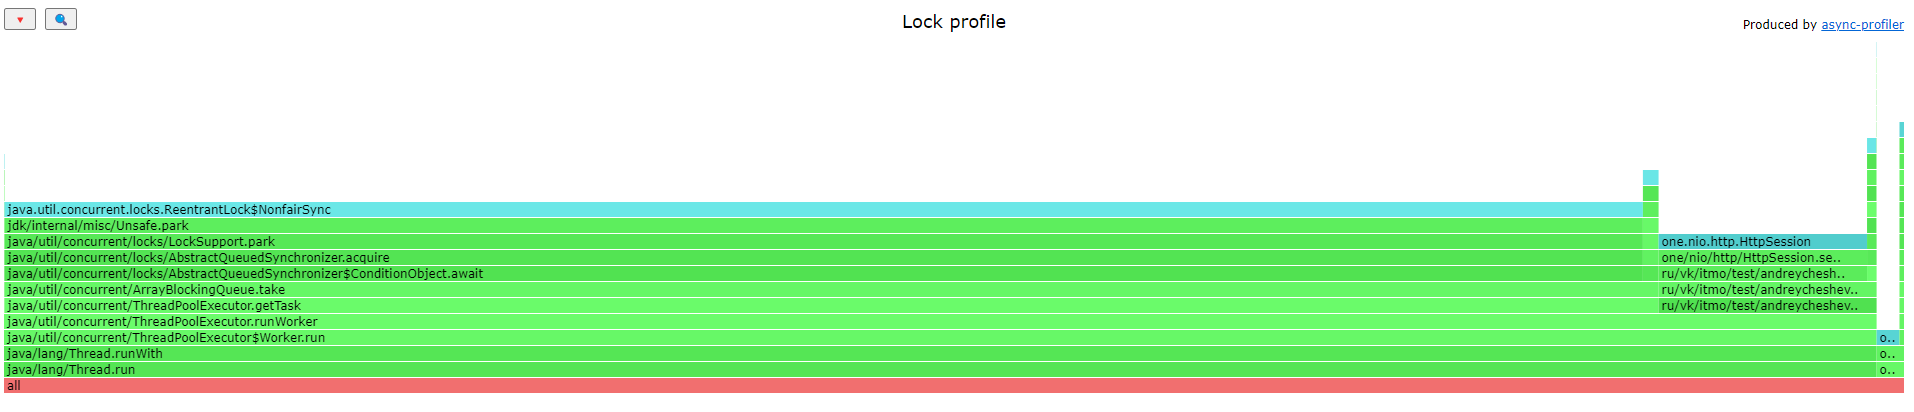 Lock profile
Produced by async-profiler
java.util.concurrent.locks.ReentrantLock$NonfairSync
jdk/internal/misc/Unsafe.park
java/util/concurrent/locks/LockSupport.park
one.nio.http.HttpSession
java/util/concurrent/locks/AbstractQueuedSynchronizer.acquire
one/nio/http/HttpSession.se..
java/util/concurrent/locks/AbstractQueuedSynchronizer$ConditionObject.await
ru/vk/itmo/test/andreychesh..
java/util/concurrent/ArrayBlockingQueue.take
ru/vk/itmo/test/andreycheshev..
java/util/concurrent/ThreadPoolExecutor.getTask
ru/vk/itmo/test/andreycheshev..
java/util/concurrent/ThreadPoolExecutor.runWorker
java/util/concurrent/ThreadPoolExecutor$Worker.run
o..
java/lang/Thread.runWith
o..
java/lang/Thread.run
o..
all